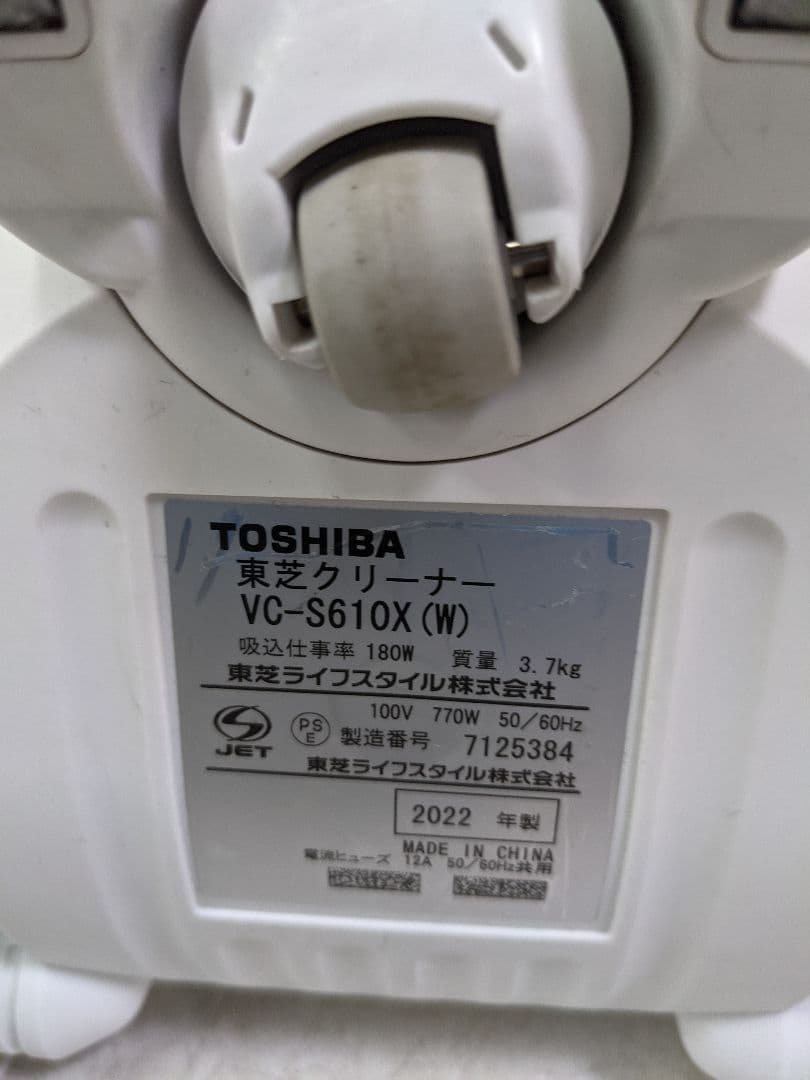 TOSHIBA
東芝クリーナー
VC-S610X(W)
吸込仕事率 180W 質量 3.7kg
東芝ライフスタイル株式会社
100V 770W 50/60Hz
JET PS E 製造番号 7125384
東芝ライフスタイル株式会社
2022 年製
MADE IN CHINA
電流ヒューズ 12A 50/60Hz共用